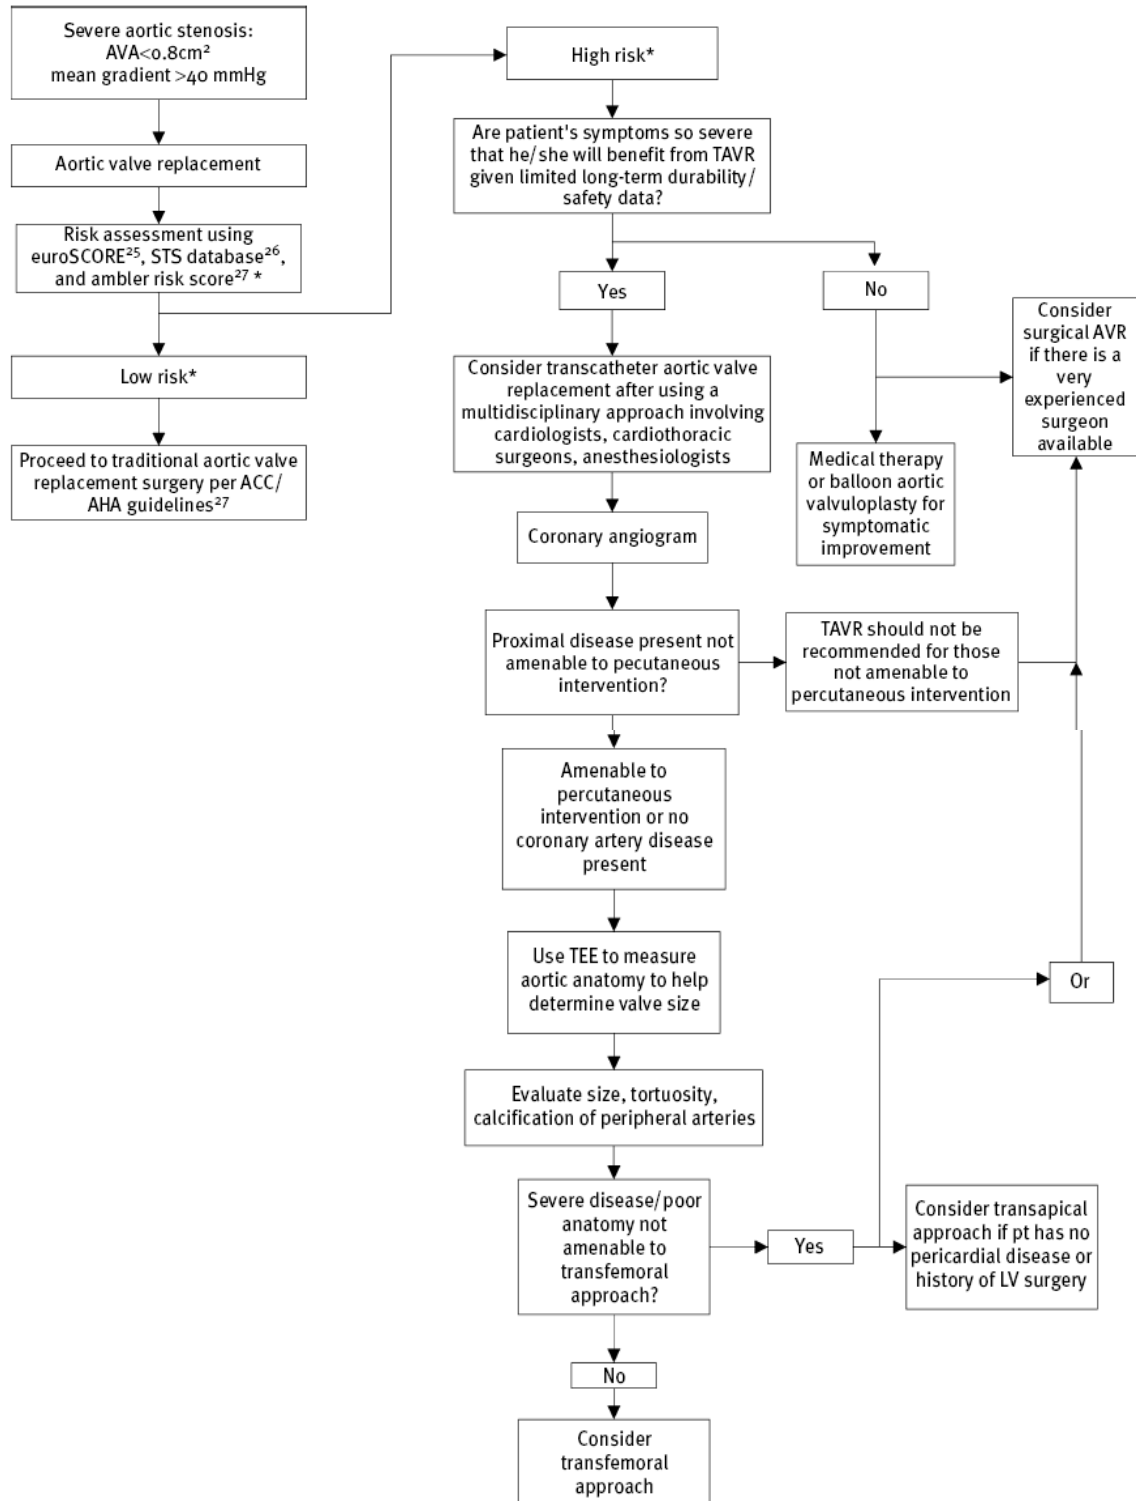 Severe aortic stenosis:
AVA<0.8cm²
mean gradient >40 mmHg
Aortic valve replacement
Risk assessment using
euroSCORE²⁵, STS database²⁶,
and ambler risk score²⁷ *
Low risk*
Proceed to traditional aortic valve
replacement surgery per ACC/
AHA guidelines²⁷
High risk*
Are patient's symptoms so severe
that he/she will benefit from TAVR
given limited long-term durability/
safety data?
Yes
No
Consider transcatheter aortic valve
replacement after using a
multidisciplinary approach involving
cardiologists, cardiothoracic
surgeons, anesthesiologists
Medical therapy
or balloon aortic
valvuloplasty for
symptomatic
improvement
Consider
surgical AVR
if there is a
very
experienced
surgeon
available
Coronary angiogram
Proximal disease present not
amenable to pecutaneous
intervention?
TAVR should not be
recommended for those
not amenable to
percutaneous intervention
Amenable to
percutaneous
intervention or no
coronary artery disease
present
Use TEE to measure
aortic anatomy to help
determine valve size
Or
Evaluate size, tortuosity,
calcification of peripheral arteries
Severe disease/poor
anatomy not
amenable to
transfemoral
approach?
Yes
Consider transapical
approach if pt has no
pericardial disease or
history of LV surgery
No
Consider
transfemoral
approach